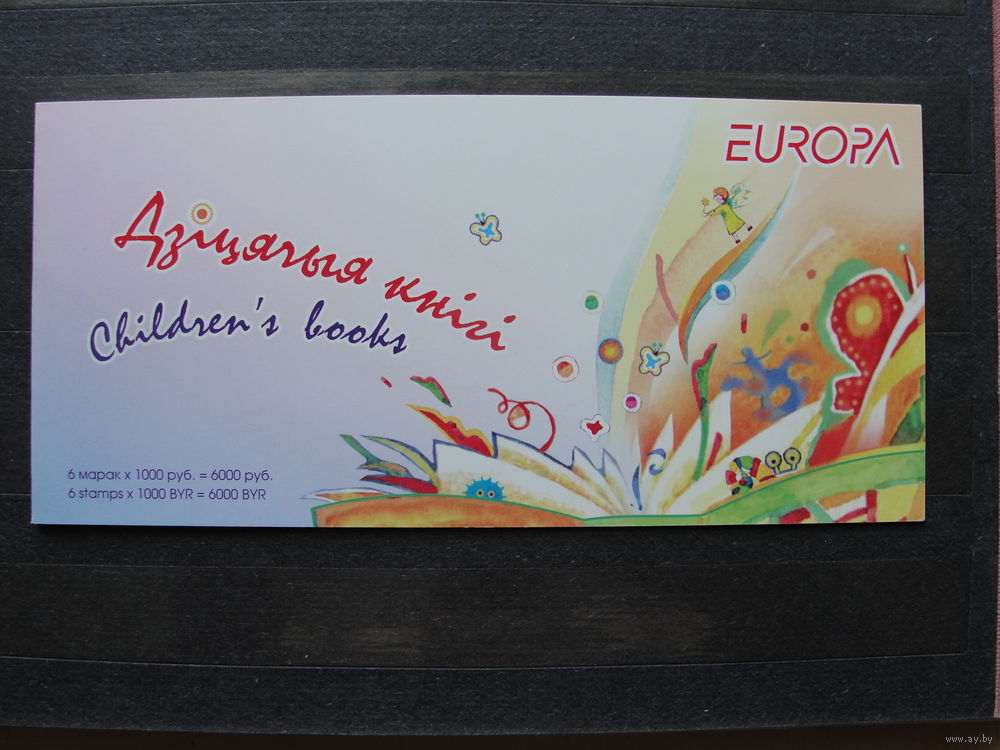 EUROPA
Дзіцячыя кнігі
Children's books
6 марак x 1000 руб. = 6000 руб.
6 stamps x 1000 BYR = 6000 BYR
www.ay.by